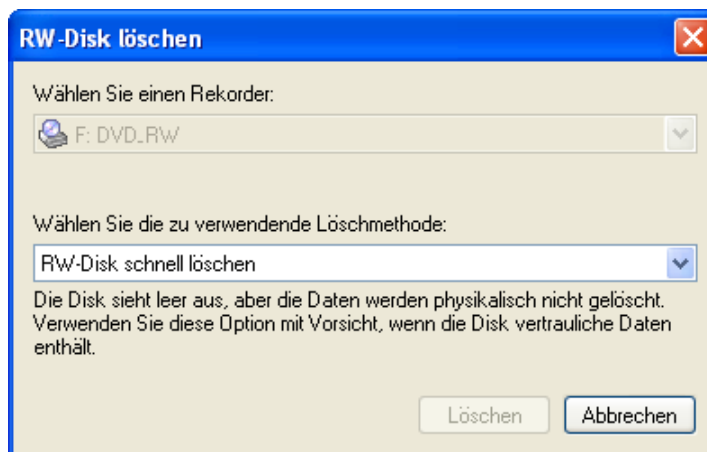 RW-Disk löschen
Wählen Sie einen Rekorder:
F: DVD_RW
Wählen Sie die zu verwendende Löschmethode:
RW-Disk schnell löschen
Die Disk sieht leer aus, aber die Daten werden physikalisch nicht gelöscht.
Verwenden Sie diese Option mit Vorsicht, wenn die Disk vertrauliche Daten
enthält.
Löschen Abbrechen